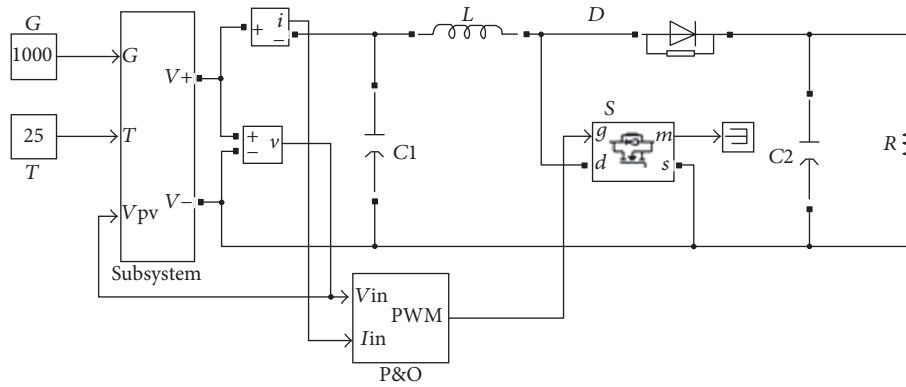 G
1000
G
T
25
T
V+
V−
Vpv
Subsystem
+
i
−
+
−
v
C1
L
D
S
g
m
d
s
C2
R
Vin
PWM
Iin
P&O